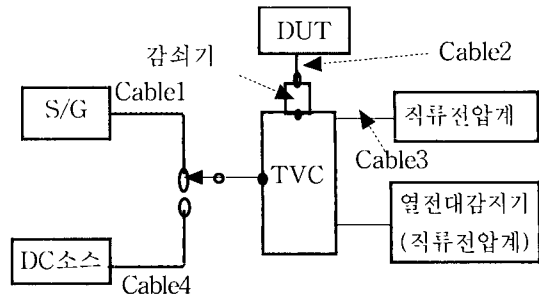 DUT
감쇠기
Cable2
Cable1
S/G
직류전압계
TVC
Cable3
열전대감지기
(직류전압계)
DC소스
Cable4